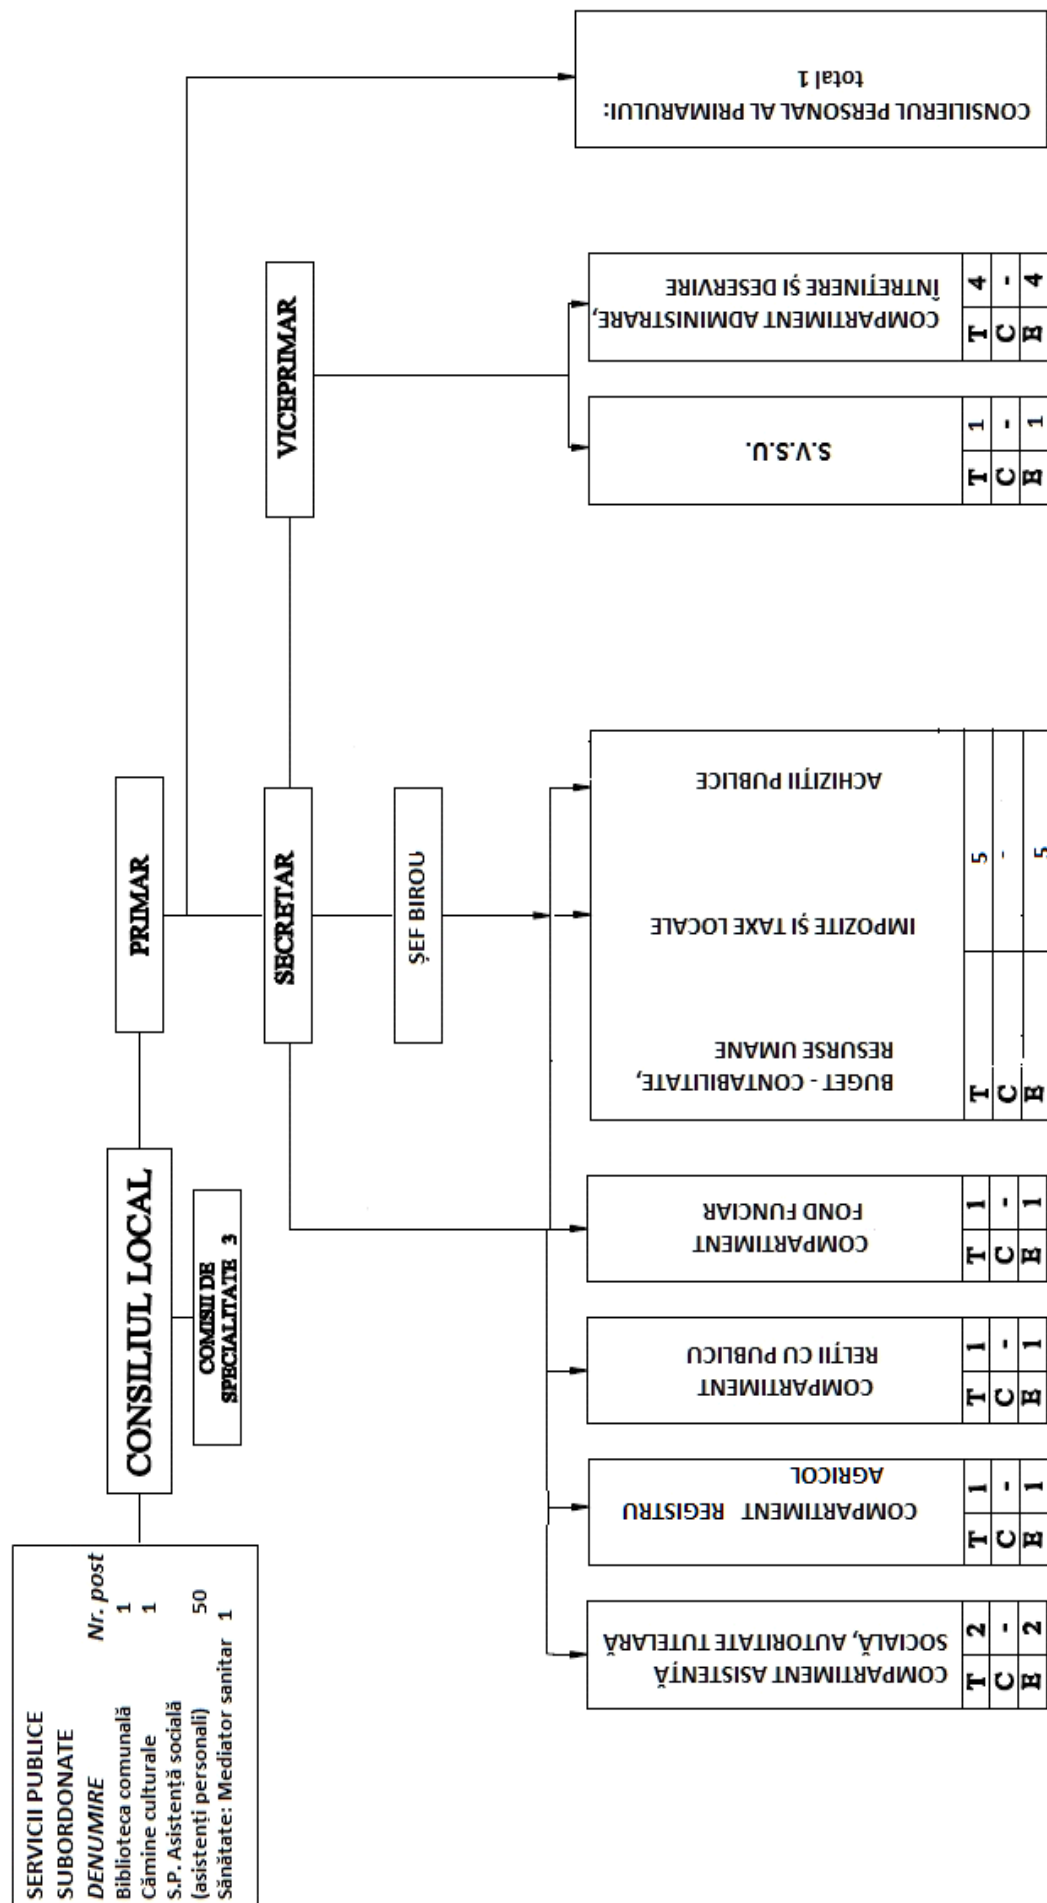 SERVICII PUBLICE
SUBORDONATE
DENUMIRE Nr. post
Biblioteca comunală 1
Cămine culturale 1
S.P. Asistență socială
(asistenți personali) 50
Sănătate: Mediator sanitar 1
CONSILIUL LOCAL
COMISII DE
SPECIALITATE 3
PRIMAR
SECRETAR
VICEPRIMAR
ȘEF BIROU
COMPARTIMENT ASISTENȚĂ
SOCIALĂ, AUTORITATE TUTELARĂ
T 2
C -
E 2
COMPARTIMENT REGISTRU
AGRICOL
T 1
C -
E 1
COMPARTIMENT
RELȚII CU PUBLICU
T 1
C -
E 1
COMPARTIMENT
FOND FUNCIAR
T 1
C -
E 1
BUGET - CONTABILITATE,
RESURSE UMANE
IMPOZITE ȘI TAXE LOCALE
ACHIZIȚII PUBLICE
T 5
C -
E 5
S.V.S.U.
T 1
C -
E 1
COMPARTIMENT ADMINISTRARE,
ÎNTREȚINERE ȘI DESERVIRE
T 4
C -
E 4
CONSILIERUL PERSONAL AL PRIMARULUI:
total 1